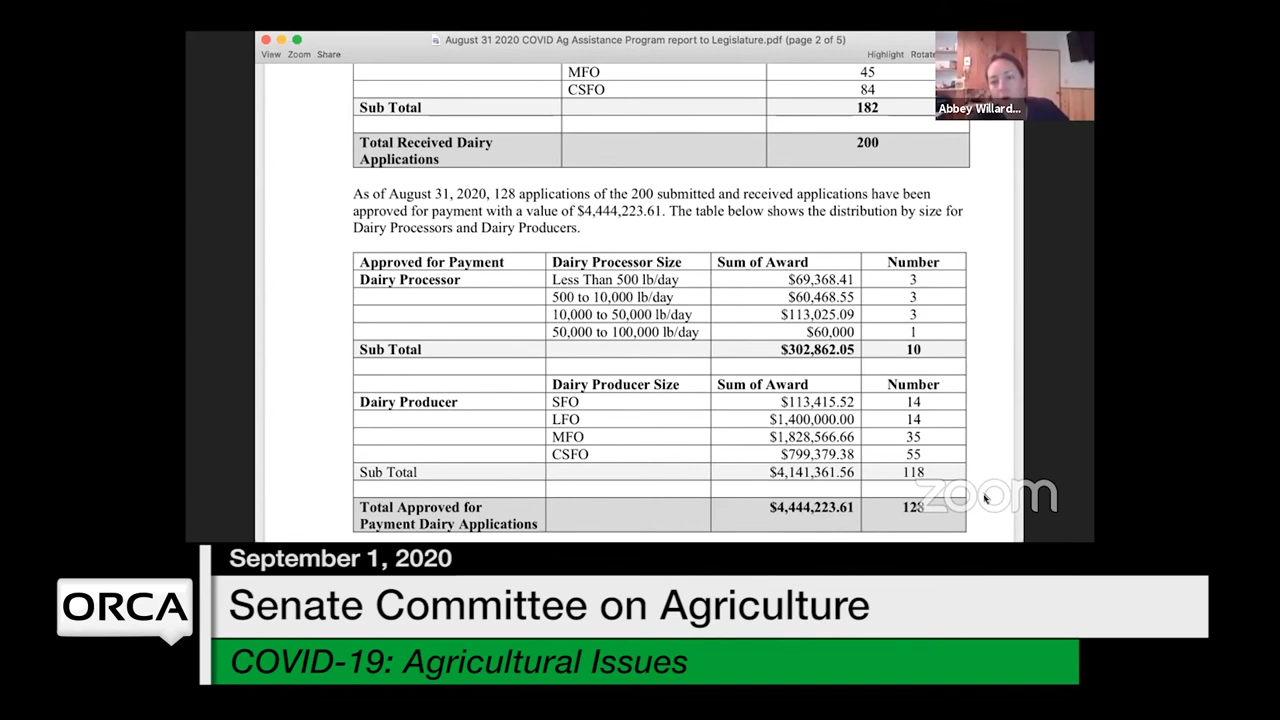 August 31 2020 COVID Ag Assistance Program report to Legislature.pdf (page 2 of 5)
View Zoom Share Highlight Rotate
MFO 45
CSFO 84
Sub Total 182
Total Received Dairy 200
Applications
Abbey Willard...
As of August 31, 2020, 128 applications of the 200 submitted and received applications have been
approved for payment with a value of $4,444,223.61. The table below shows the distribution by size for
Dairy Processors and Dairy Producers.
Approved for Payment Dairy Processor Size Sum of Award Number
Dairy Processor Less Than 500 lb/day $69,368.41 3
500 to 10,000 lb/day $60,468.55 3
10,000 to 50,000 lb/day $113,025.09 3
50,000 to 100,000 lb/day $60,000 1
Sub Total $302,862.05 10
Dairy Producer Size Sum of Award Number
Dairy Producer SFO $113,415.52 14
LFO $1,400,000.00 14
MFO $1,828,566.66 35
CSFO $799,379.38 55
Sub Total $4,141,361.56 118
Total Approved for $4,444,223.61 128
Payment Dairy Applications
zoom
September 1, 2020
ORCA
Senate Committee on Agriculture
COVID-19: Agricultural Issues